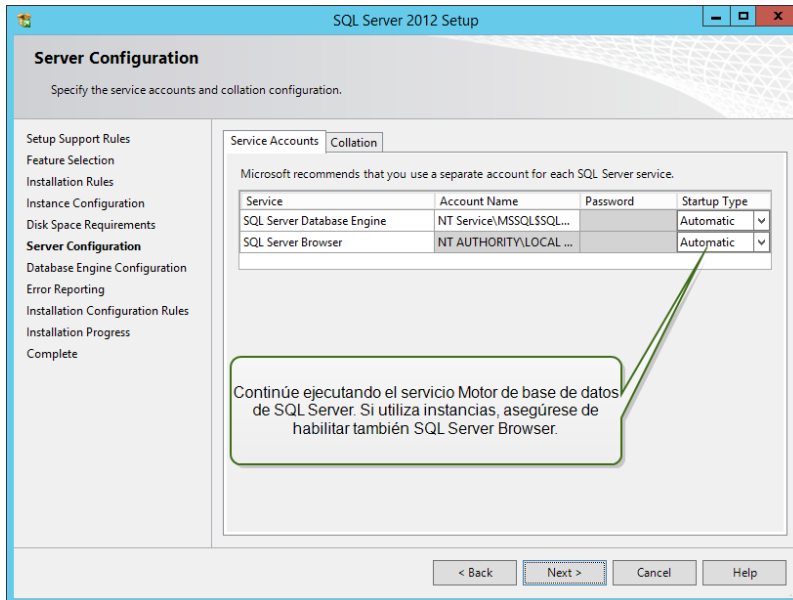 SQL Server 2012 Setup
Server Configuration
Specify the service accounts and collation configuration.
Setup Support Rules
Feature Selection
Installation Rules
Instance Configuration
Disk Space Requirements
Server Configuration
Database Engine Configuration
Error Reporting
Installation Configuration Rules
Installation Progress
Complete
Service Accounts Collation
Microsoft recommends that you use a separate account for each SQL Server service.
Service Account Name Password Startup Type
SQL Server Database Engine NT Service\MSSQL$SQL... Automatic
SQL Server Browser NT AUTHORITY\LOCAL ... Automatic
Continúe ejecutando el servicio Motor de base de datos
de SQL Server. Si utiliza instancias, asegúrese de
habilitar también SQL Server Browser.
< Back Next > Cancel Help